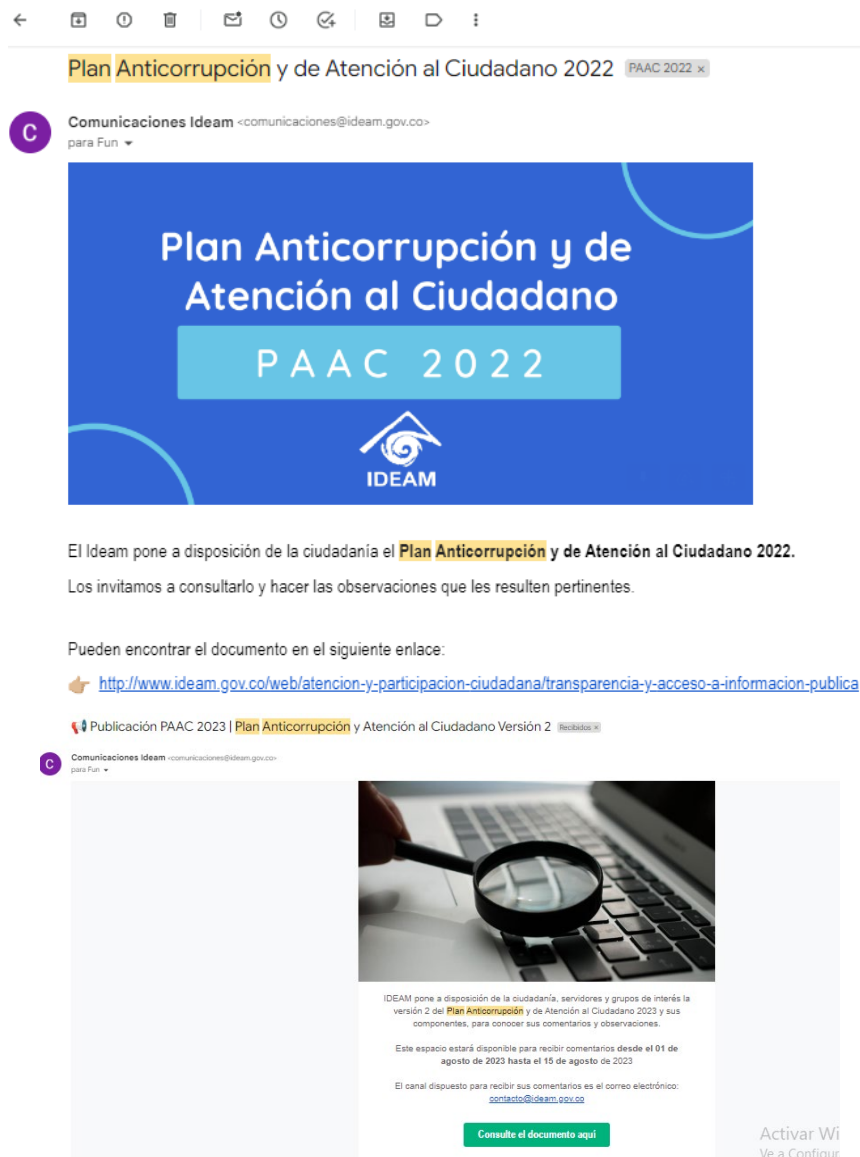 Plan Anticorrupción y de Atención al Ciudadano 2022 PAAC 2022 x
C
Comunicaciones Ideam <comunicaciones@ideam.gov.co>
para Fun
Plan Anticorrupción y de
Atención al Ciudadano
PAAC 2022
IDEAM
El Ideam pone a disposición de la ciudadanía el Plan Anticorrupción y de Atención al Ciudadano 2022.
Los invitamos a consultarlo y hacer las observaciones que les resulten pertinentes.
Pueden encontrar el documento en el siguiente enlace:
http://www.ideam.gov.co/web/atencion-y-participacion-ciudadana/transparencia-y-acceso-a-informacion-publica
Publicación PAAC 2023 | Plan Anticorrupción y Atención al Ciudadano Versión 2 Recibidos x
C
Comunicaciones Ideam <comunicaciones@ideam.gov.co>
para Fun
IDEAM pone a disposición de la ciudadanía, servidores y grupos de interés la
versión 2 del Plan Anticorrupción y de Atención al Ciudadano 2023 y sus
componentes, para conocer sus comentarios y observaciones.
Este espacio estará disponible para recibir comentarios desde el 01 de
agosto de 2023 hasta el 15 de agosto de 2023
El canal dispuesto para recibir sus comentarios es el correo electrónico:
contacto@ideam.gov.co
Consulte el documento aquí
Activar Wi
Ve a Configur